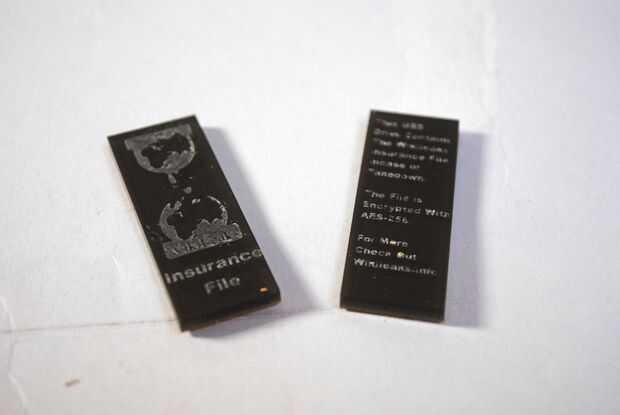 WikiLeaks
Insurance
File
This USB
Drive Contains
The Wikileaks
Insurance File
Incase of
Takedown.
The File is
Encrypted With
AES-256
For More
Check Out
Wikileaks.info